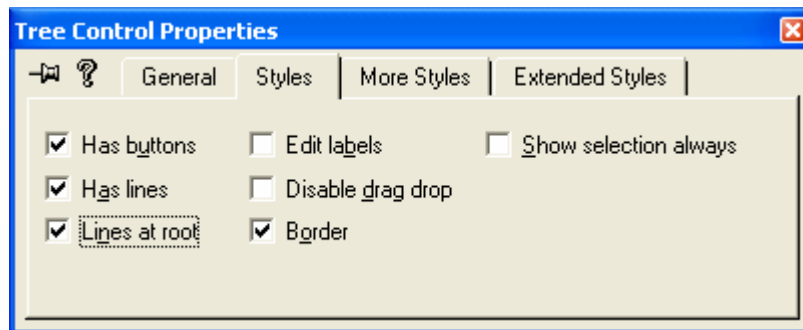 Tree Control Properties
General Styles More Styles Extended Styles
Has buttons Edit labels Show selection always
Has lines Disable drag drop
Lines at root Border